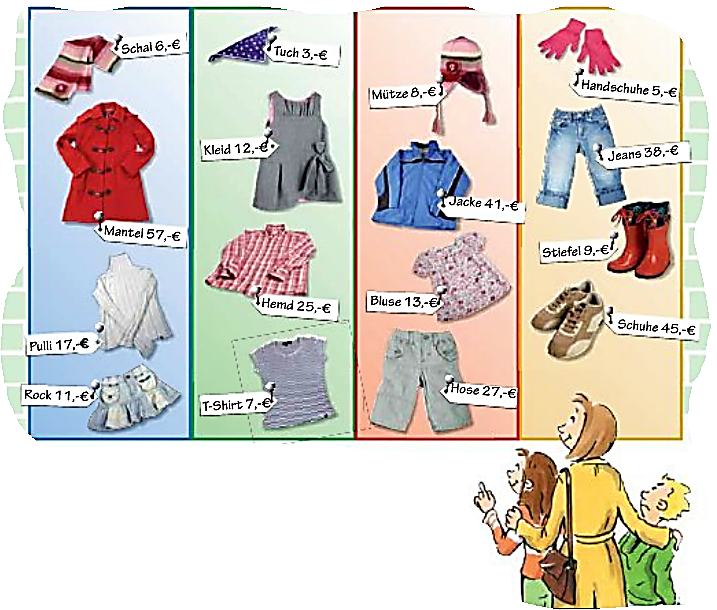 Schal 6,-€
Tuch 3,-€
Mütze 8,-€
Handschuhe 5,-€
Kleid 12,-€
Jeans 38,-€
Mantel 57,-€
Jacke 41,-€
Stiefel 9,-€
Hemd 25,-€
Bluse 13,-€
Pulli 17,-€
Schuhe 45,-€
Rock 11,-€
T-Shirt 7,-€
Hose 27,-€